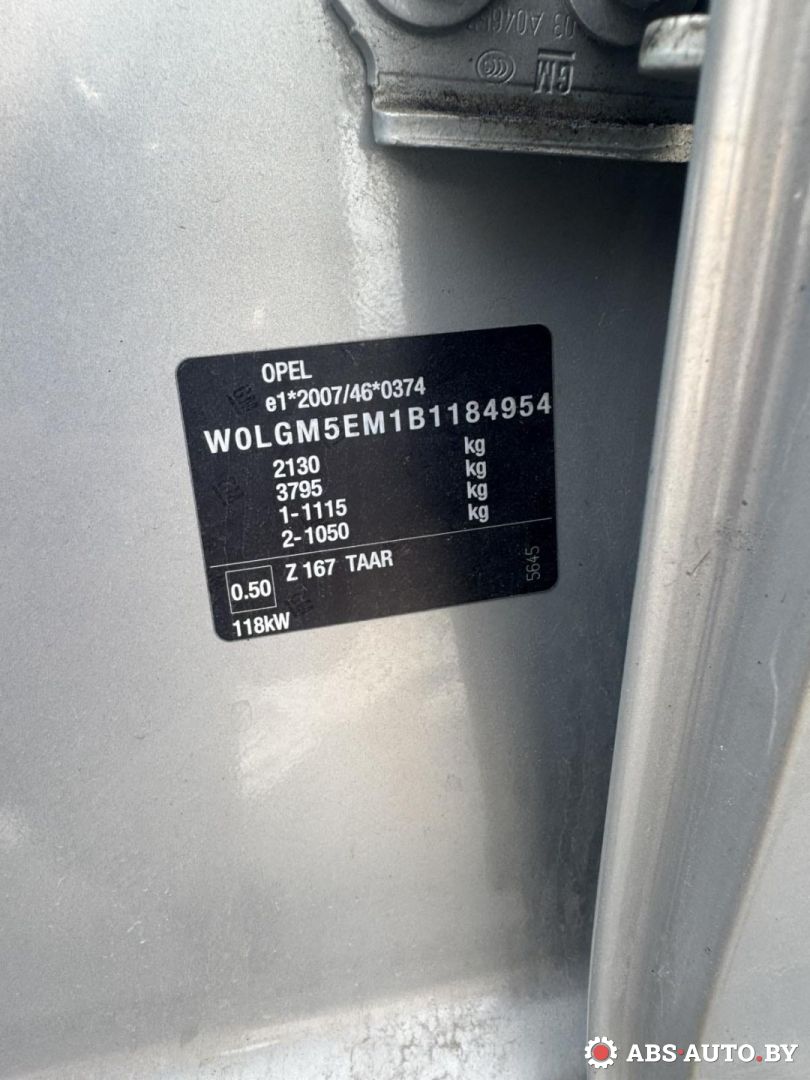 GM
OPEL
e1*2007/46*0374
W0LGM5EM1B1184954
2130 kg
3795 kg
1-1115 kg
2-1050 kg
0.50 Z 167 TAAR
118kW
5645
ABS-AUTO.BY